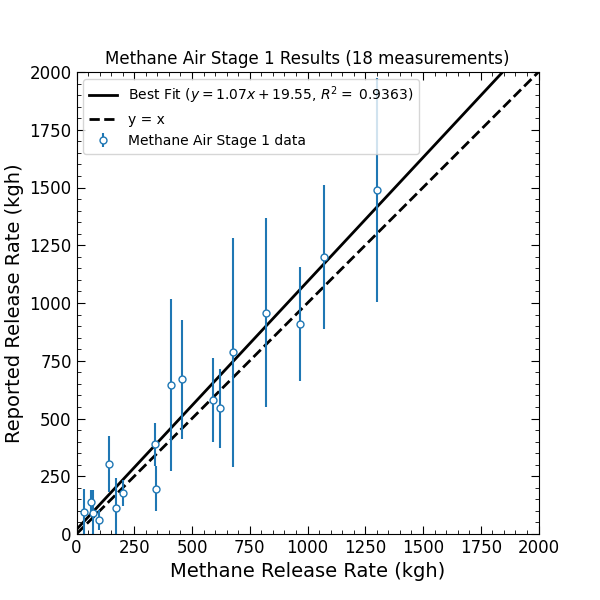 Methane Air Stage 1 Results (18 measurements)
Best Fit (y = 1.07x + 19.55, R² = 0.9363)
y = x
Methane Air Stage 1 data
2000
1750
1500
1250
1000
750
500
250
0
Reported Release Rate (kgh)
0 250 500 750 1000 1250 1500 1750 2000
Methane Release Rate (kgh)